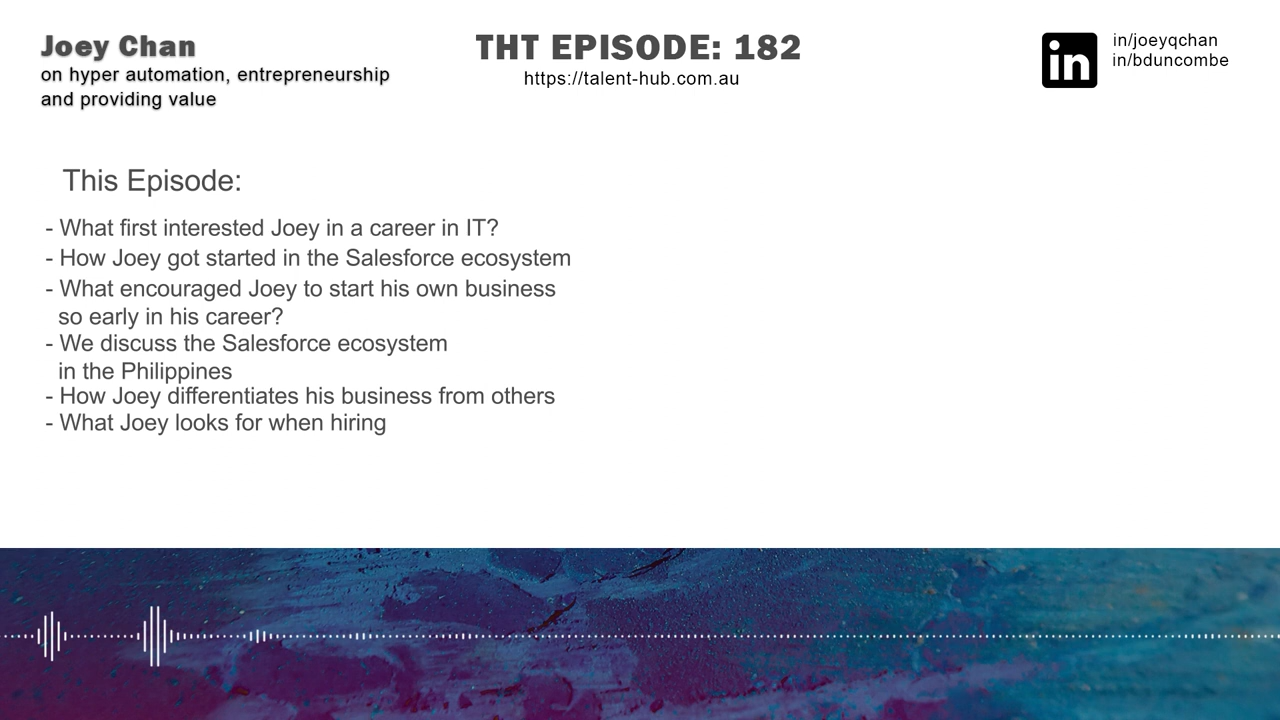 Joey Chan
on hyper automation, entrepreneurship
and providing value
THT EPISODE: 182
https://talent-hub.com.au
in
in/joeyqchan
in/bduncombe
This Episode:
- What first interested Joey in a career in IT?
- How Joey got started in the Salesforce ecosystem
- What encouraged Joey to start his own business
so early in his career?
- We discuss the Salesforce ecosystem
in the Philippines
- How Joey differentiates his business from others
- What Joey looks for when hiring